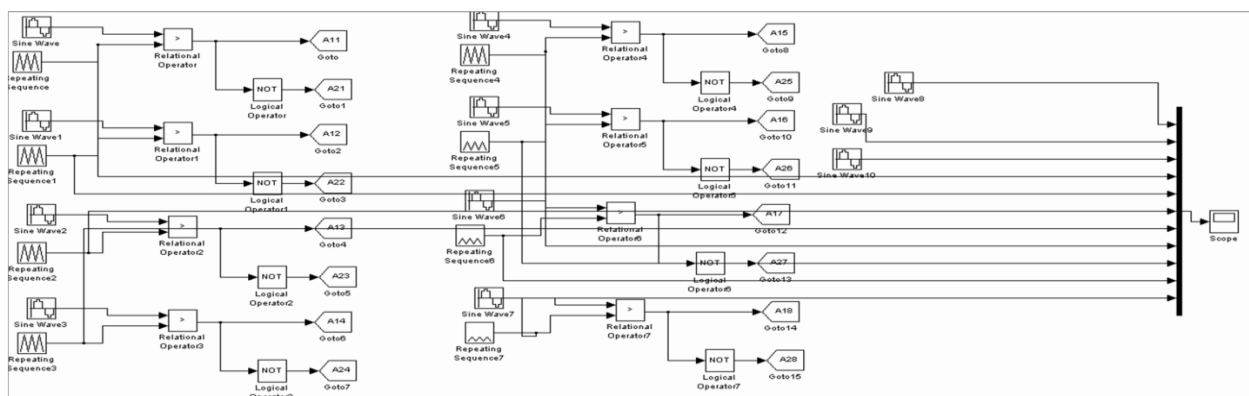 Sine Wave
>
Relational
Operator
A11
Goto
Repeating
Sequence
NOT
Logical
Operator
A21
Goto1
Sine Wave1
>
Relational
Operator1
A12
Goto2
Repeating
Sequence1
NOT
Logical
Operator1
A22
Goto3
Sine Wave2
>
Relational
Operator2
A13
Goto4
Repeating
Sequence2
NOT
Logical
Operator2
A23
Goto5
Sine Wave3
>
Relational
Operator3
A14
Goto6
Repeating
Sequence3
NOT
Logical
A24
Goto7
Sine Wave4
>
Relational
Operator4
A15
Goto8
Repeating
Sequence4
NOT
Logical
Operator4
A25
Goto9
Sine Wave5
>
Relational
Operator5
A16
Goto10
Repeating
Sequence5
NOT
Logical
Operator5
A26
Goto11
Sine Wave6
>
Relational
Operator6
A17
Goto12
Repeating
Sequence6
NOT
Logical
Operator6
A27
Goto13
Sine Wave7
>
Relational
Operator7
A18
Goto14
Repeating
Sequence7
NOT
Logical
Operator7
A28
Goto15
Sine Wave8
Sine Wave9
Sine Wave10
Scope